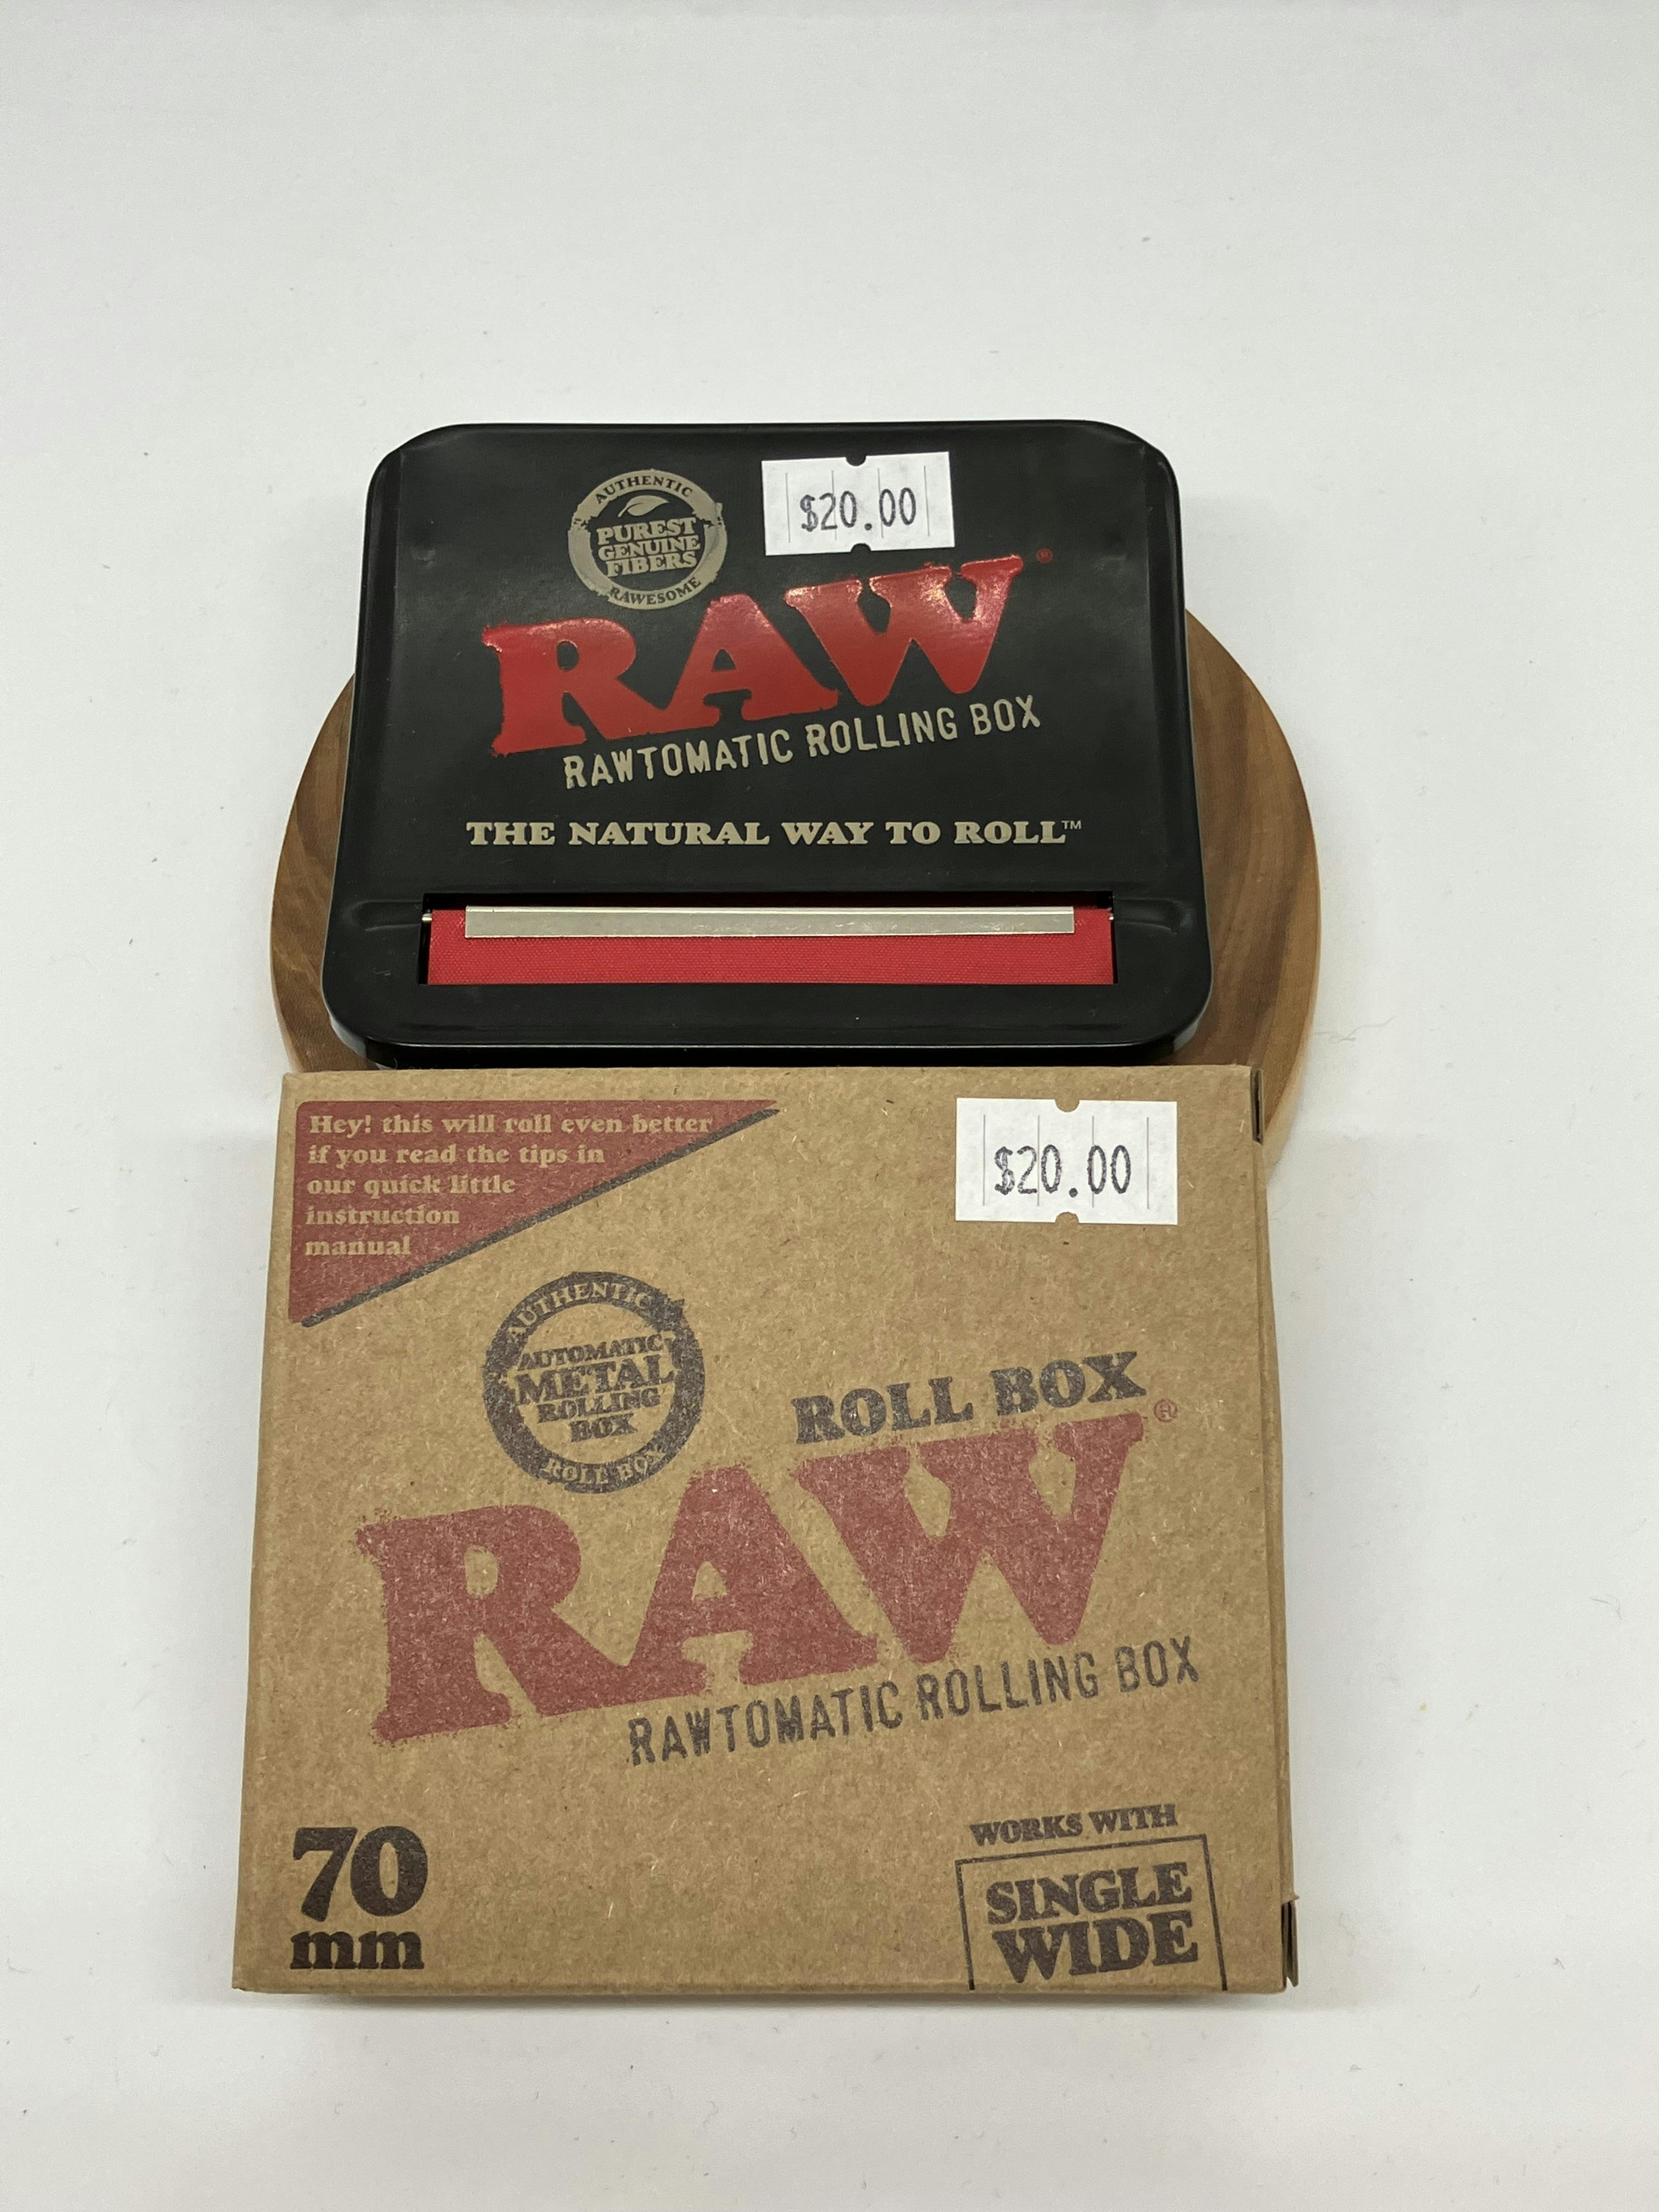 AUTHENTIC
PUREST
GENUINE
FIBERS
RAWESOME
$20.00
RAW®
RAWTOMATIC ROLLING BOX
THE NATURAL WAY TO ROLL™
Hey! this will roll even better
if you read the tips in
our quick little
instruction
manual
$20.00
AUTHENTIC
AUTOMATIC
METAL
ROLLING
BOX
ROLL BOX
ROLL BOX
RAW®
RAWTOMATIC ROLLING BOX
70
mm
WORKS WITH
SINGLE
WIDE